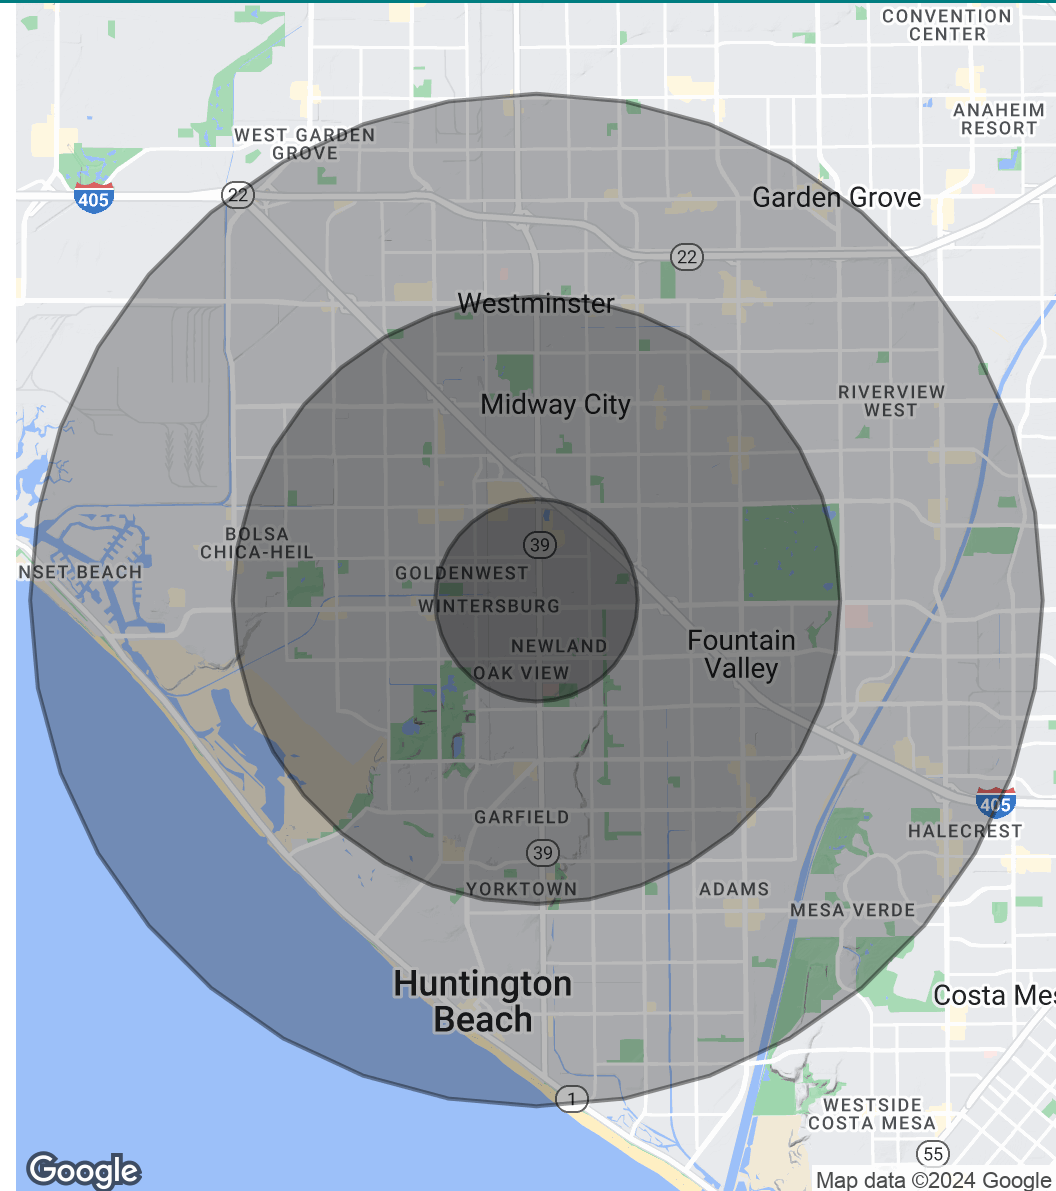 CONVENTION
CENTER
ANAHEIM
RESORT
WEST GARDEN
GROVE
405
22
Garden Grove
22
Westminster
RIVERVIEW
WEST
Midway City
BOLSA
CHICA-HEIL
39
NSET BEACH
GOLDENWEST
WINTERSBURG
NEWLAND
OAK VIEW
Fountain
Valley
405
GARFIELD
HALECREST
39
YORKTOWN
ADAMS
MESA VERDE
Huntington
Beach
Costa Mes
1
WESTSIDE
COSTA MESA
55
Google
Map data ©2024 Google